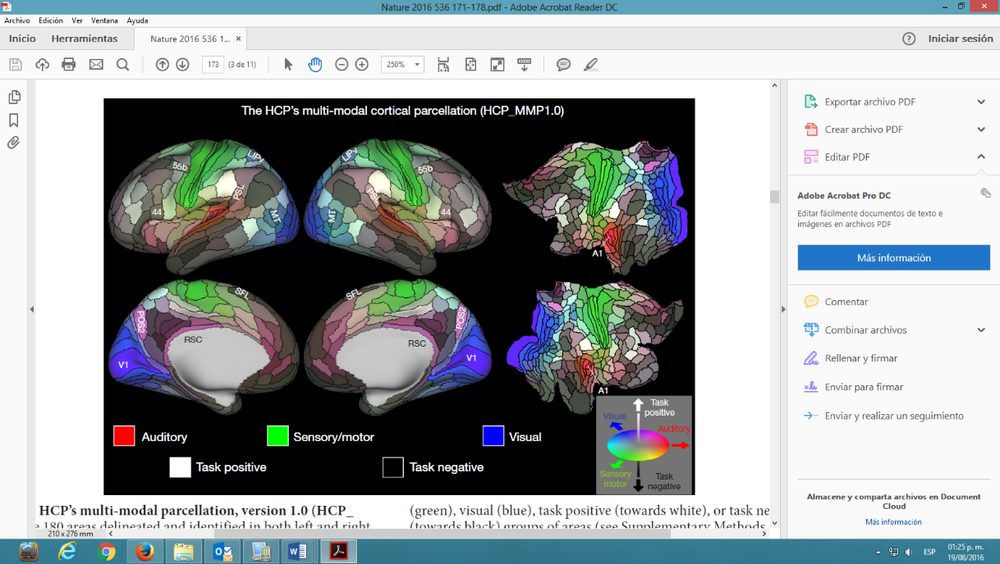 Nature 2016 536 171-178.pdf - Adobe Acrobat Reader DC
Archivo Edición Ver Ventana Ayuda
Inicio Herramientas Nature 2016 536 1... × Iniciar sesión
173 (3 de 11) 250%
The HCP's multi-modal cortical parcellation (HCP_MMP1.0)
55b LIPv LIPv 55b
44 PSL MT MT PSL 44
A1
SFL SFL
POS2 POS2
RSC RSC
V1 V1
A1
Task positive
Visual
Auditory
Sensory motor
Task negative
Auditory Sensory/motor Visual
Task positive Task negative
HCP's multi-modal parcellation, version 1.0 (HCP_
180 areas delineated and identified in both left and right
(green), visual (blue), task positive (towards white), or task ne
(towards black) groups of areas (see Supplementary Methods
210 x 276 mm
Exportar archivo PDF
Crear archivo PDF
Editar PDF
Adobe Acrobat Pro DC
Editar fácilmente documentos de texto e
imágenes en archivos PDF
Más información
Comentar
Combinar archivos
Rellenar y firmar
Enviar para firmar
Enviar y realizar un seguimiento
Almacene y comparta archivos en Document
Cloud
Más información
ESP
01:25 p. m.
19/08/2016